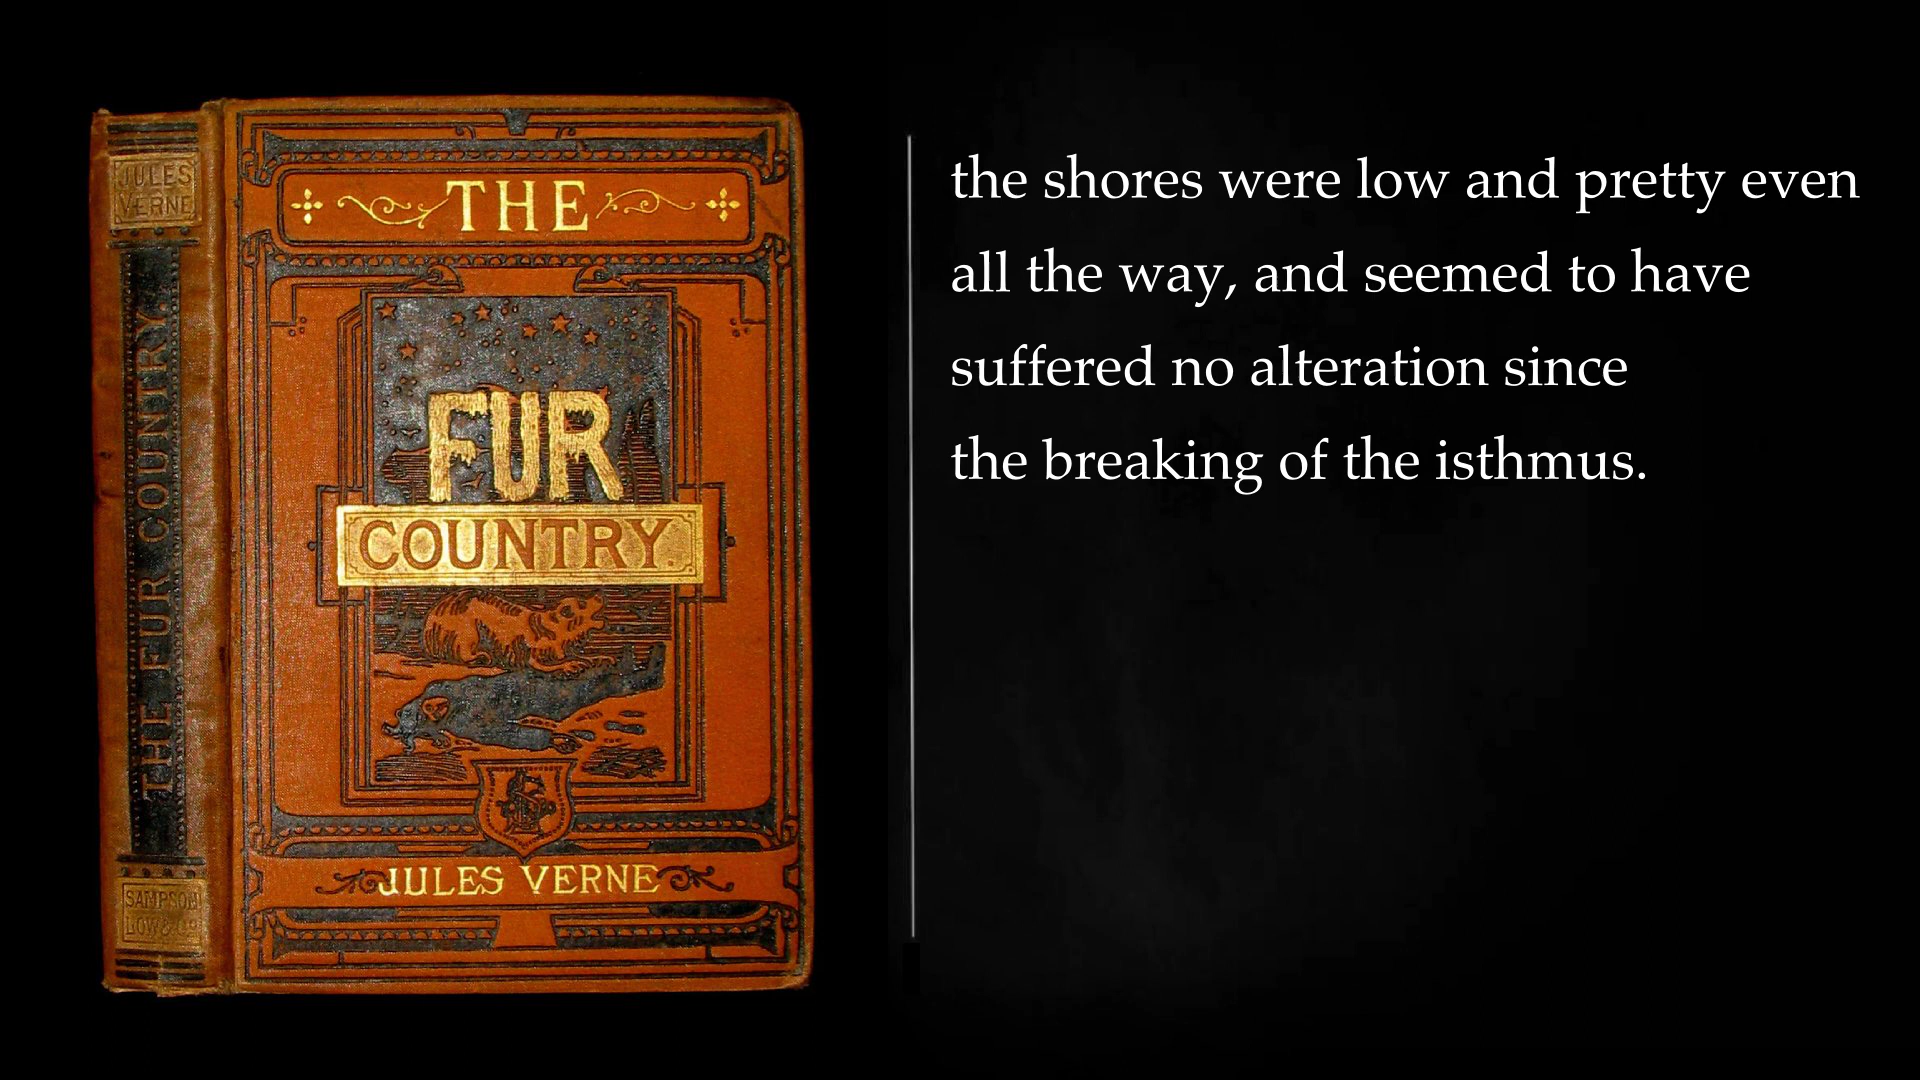 JULES
VERNE
THE FUR COUNTRY.
SAMPSON
LOW & Co
THE
FUR
COUNTRY.
JULES VERNE
the shores were low and pretty even
all the way, and seemed to have
suffered no alteration since
the breaking of the isthmus.